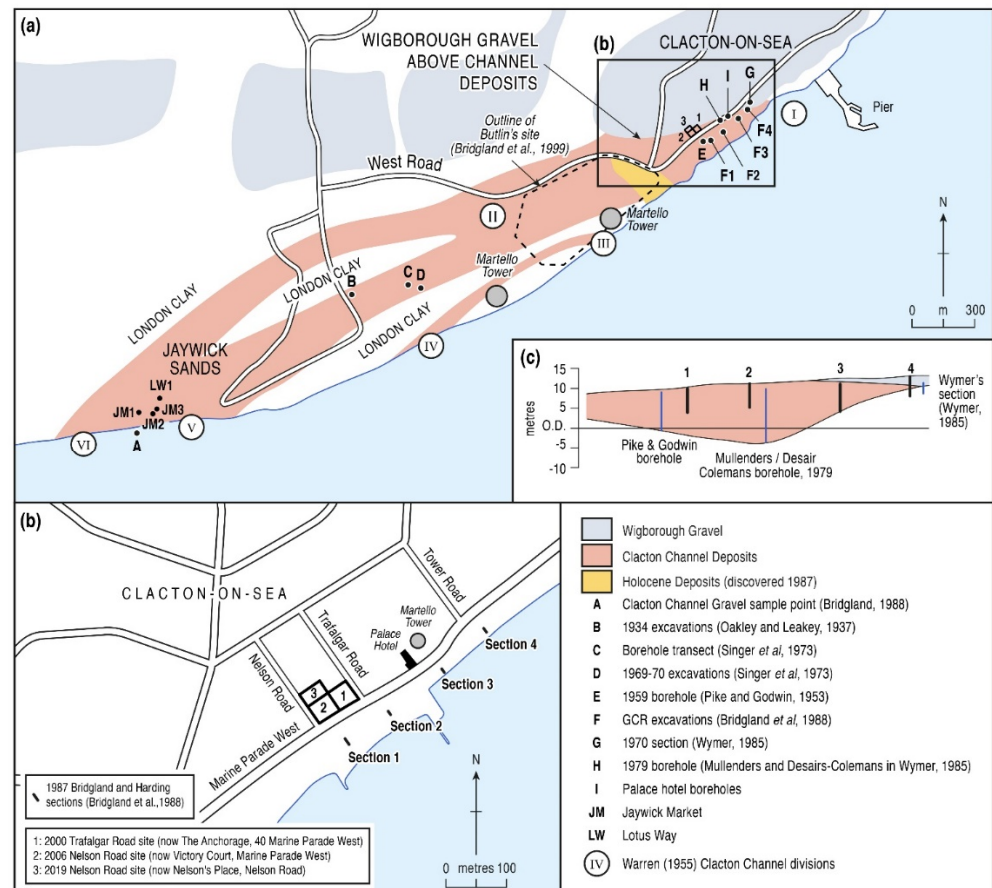 (a)
WIGBOROUGH GRAVEL
ABOVE CHANNEL
DEPOSITS
(b)
CLACTON-ON-SEA
H
I
G
3
1
2
E
F1
F2
F3
F4
I
Pier
Outline of
Butlin's site
(Bridgland et al., 1999)
West Road
II
Martello
Tower
III
Martello
Tower
N
0 m 300
LONDON CLAY
LONDON CLAY
B
C
D
LONDON CLAY
IV
JAYWICK
SANDS
LW1
JM1
JM3
JM2
V
VI
A
(c)
metres
15
10
5
O.D.
-5
-10
1
2
3
4
Wymer's
section
(Wymer,
1985)
Pike & Godwin
borehole
Mullenders / Desair
Colemans borehole, 1979
(b)
CLACTON-ON-SEA
Tower Road
Trafalgar Road
Martello
Tower
Palace
Hotel
Nelson Road
3
1
2
Marine Parade West
Section 4
Section 3
Section 2
Section 1
N
0 metres 100
1987 Bridgland and Harding
sections (Bridgland et al.,1988)
1: 2000 Trafalgar Road site (now The Anchorage, 40 Marine Parade West)
2: 2006 Nelson Road site (now Victory Court, Marine Parade West)
3: 2019 Nelson Road site (now Nelson's Place, Nelson Road)
Wigborough Gravel
Clacton Channel Deposits
Holocene Deposits (discovered 1987)
A Clacton Channel Gravel sample point (Bridgland, 1988)
B 1934 excavations (Oakley and Leakey, 1937)
C Borehole transect (Singer et al, 1973)
D 1969-70 excavations (Singer et al, 1973)
E 1959 borehole (Pike and Godwin, 1953)
F GCR excavations (Bridgland et al, 1988)
G 1970 section (Wymer, 1985)
H 1979 borehole (Mullenders and Desairs-Colemans in Wymer, 1985)
I Palace hotel boreholes
JM Jaywick Market
LW Lotus Way
IV Warren (1955) Clacton Channel divisions